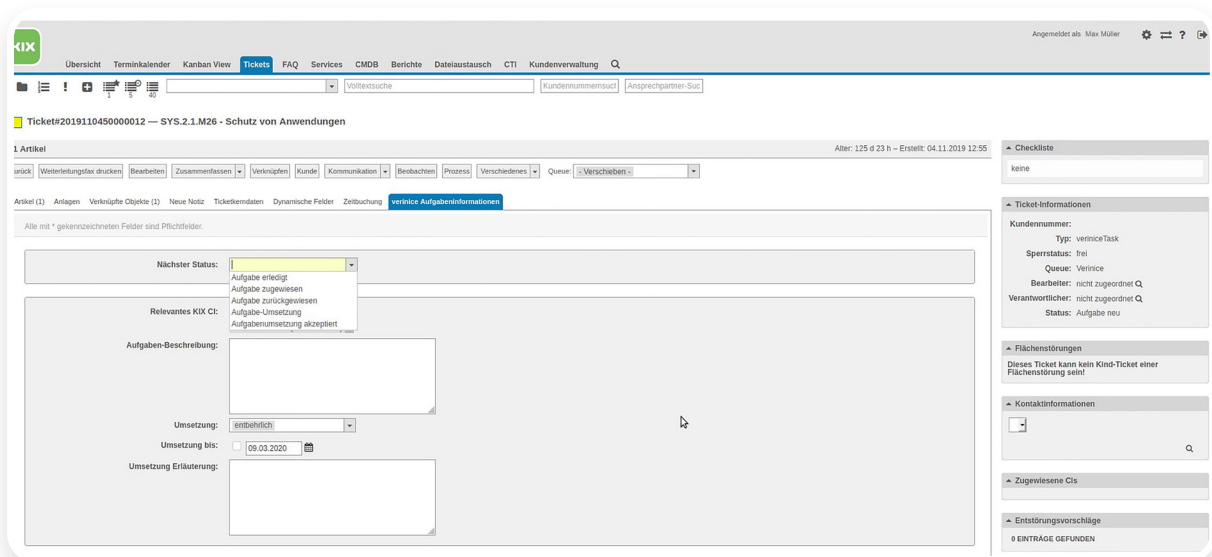 KIX
Angemeldet als Max Müller
Übersicht Terminkalender Kanban View Tickets FAQ Services CMDB Berichte Dateiaustausch CTI Kundenverwaltung
1 5 40 Volltextsuche Kundennummernsuch Ansprechpartner-Suc
Ticket#2019110450000012 — SYS.2.1.M26 - Schutz von Anwendungen
1 Artikel Alter: 125 d 23 h – Erstellt: 04.11.2019 12:55
urück Weiterleitungsfax drucken Bearbeiten Zusammenfassen Verknüpfen Kunde Kommunikation Beobachten Prozess Verschiedenes Queue: - Verschieben -
Artikel (1) Anlagen Verknüpfte Objekte (1) Neue Notiz Ticketkerndaten Dynamische Felder Zeitbuchung verinice Aufgabeninformationen
Alle mit * gekennzeichneten Felder sind Pflichtfelder.
Nächster Status:
Aufgabe erledigt
Aufgabe zugewiesen
Aufgabe zurückgewiesen
Aufgabe-Umsetzung
Aufgabenumsetzung akzeptiert
Relevantes KIX CI:
Aufgaben-Beschreibung:
Umsetzung: entbehrlich
Umsetzung bis: 09.03.2020
Umsetzung Erläuterung:
Checkliste
keine
Ticket-Informationen
Kundennummer:
Typ: veriniceTask
Sperrstatus: frei
Queue: Verinice
Bearbeiter: nicht zugeordnet
Verantwortlicher: nicht zugeordnet
Status: Aufgabe neu
Flächenstörungen
Dieses Ticket kann kein Kind-Ticket einer
Flächenstörung sein!
Kontaktinformationen
Zugewiesene CIs
Entstörungsvorschläge
0 EINTRÄGE GEFUNDEN